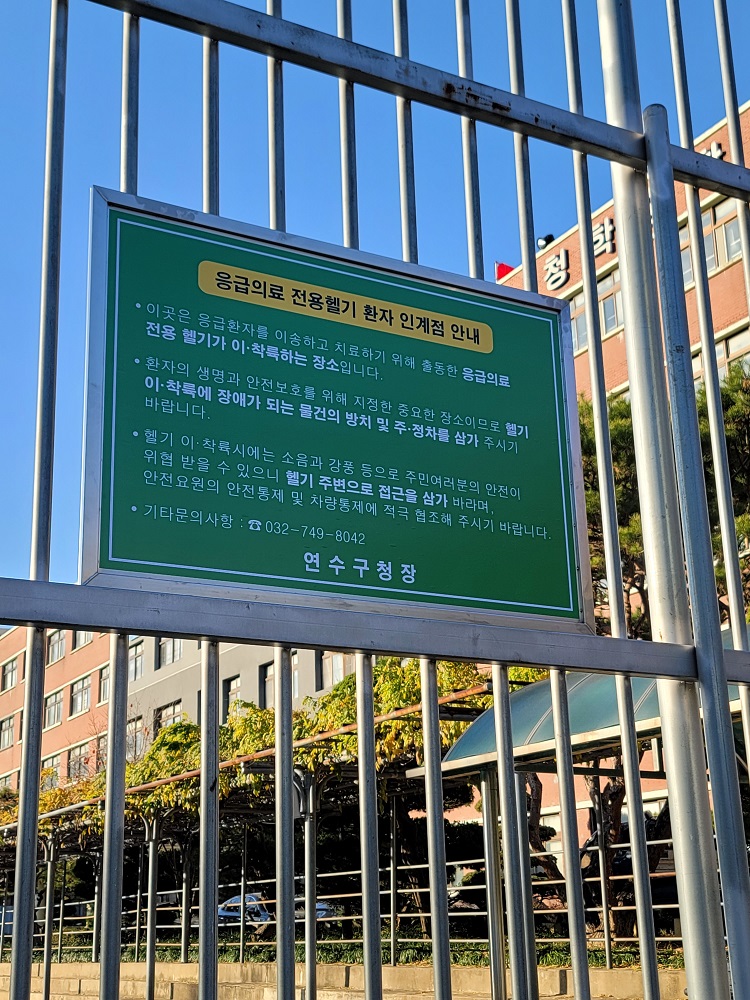 응급의료 전용헬기 환자 인계점 안내
• 이곳은 응급환자를 이송하고 치료하기 위해 출동한 응급의료
전용 헬기가 이·착륙하는 장소입니다.
• 환자의 생명과 안전보호를 위해 지정한 중요한 장소이므로 헬기
이·착륙에 장애가 되는 물건의 방치 및 주·정차를 삼가 주시기
바랍니다.
• 헬기 이·착륙시에는 소음과 강풍 등으로 주민여러분의 안전이
위협 받을 수 있으니 헬기 주변으로 접근을 삼가 바라며,
안전요원의 안전통제 및 차량통제에 적극 협조해 주시기 바랍니다.
• 기타문의사항 : ☎ 032-749-8042
연수구청장
청학